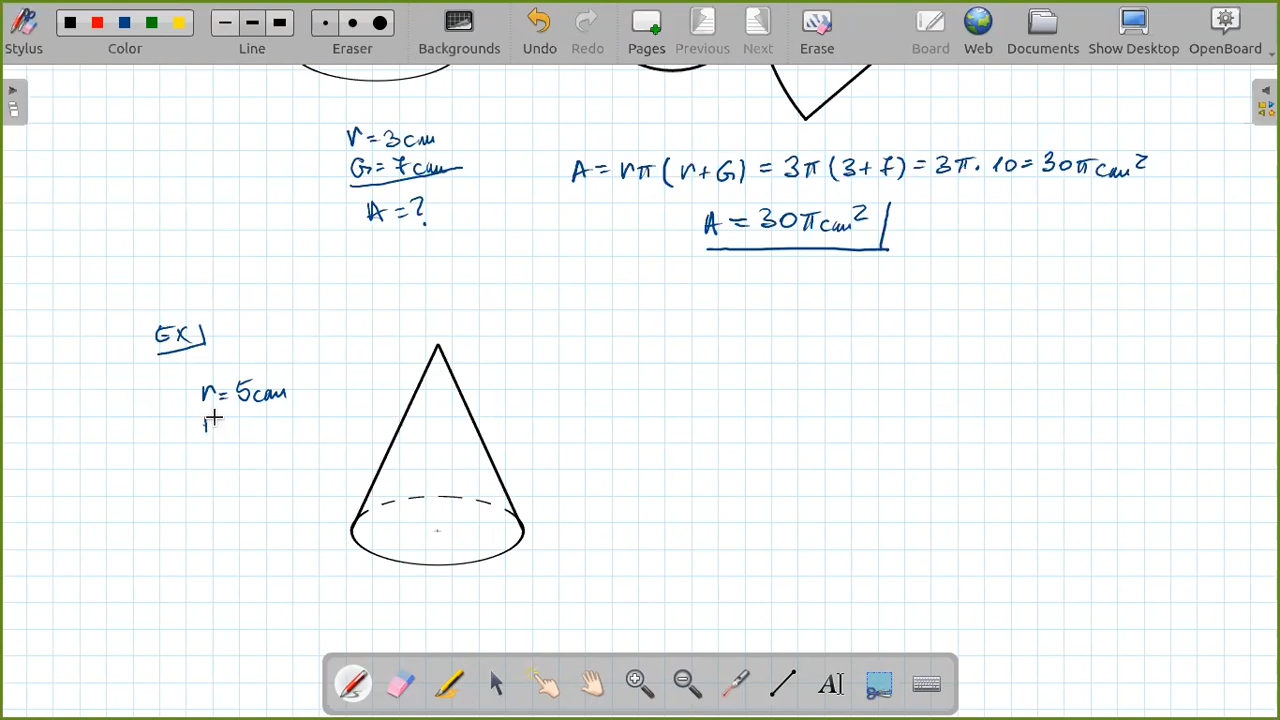 Stylus Color Line Eraser Backgrounds Undo Redo Pages Previous Next Erase Board Web Documents Show Desktop OpenBoard
r = 3cm
G = 7cm
A = ?
A = rπ (r+G) = 3π (3+7) = 3π · 10 = 30π cm²
A = 30π cm²
EX
r = 5cm